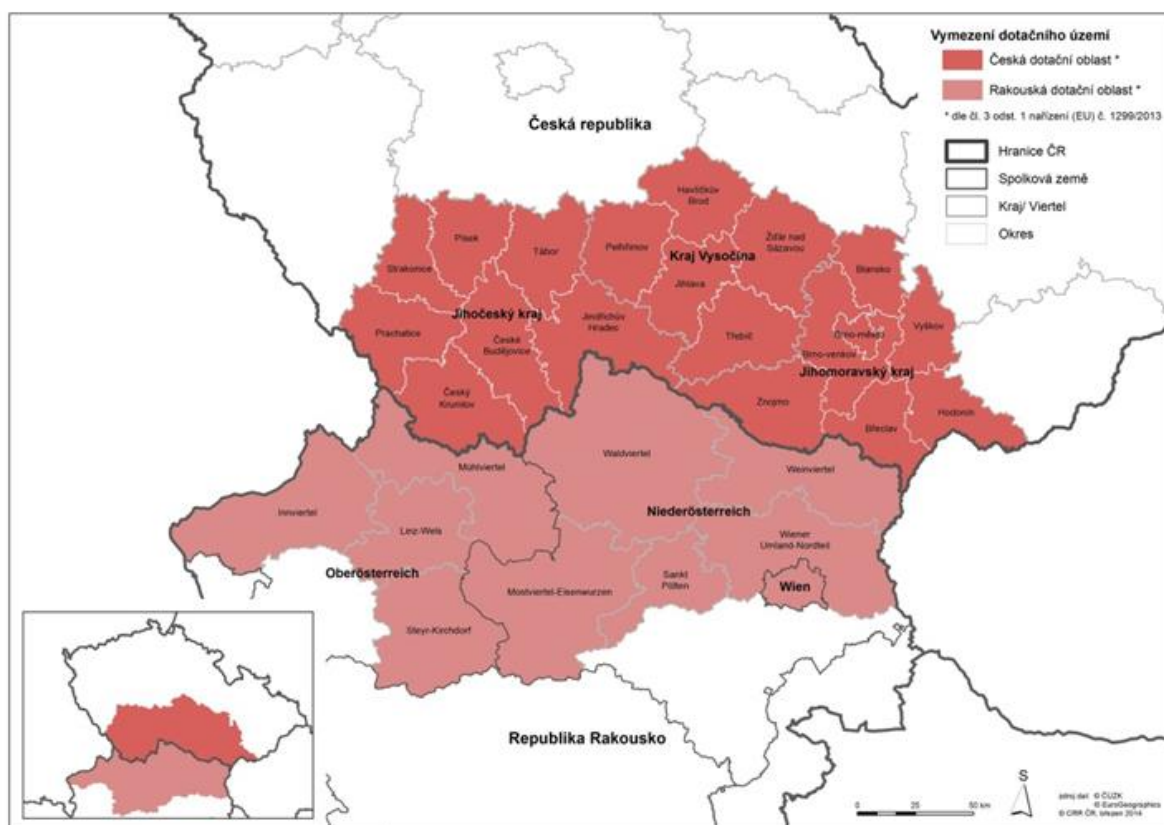 Vymezení dotačního území
Česká dotační oblast *
Rakouská dotační oblast *
* dle čl. 3 odst. 1 nařízení (EU) č. 1299/2013
Hranice ČR
Spolková země
Kraj/ Viertel
Okres
Česká republika
Havlíčkův
Brod
Písek
Tábor
Pelhřimov
Žďár nad
Sázavou
Kraj Vysočina
Strakonice
Blansko
Jihlava
Jihočeský kraj
Jindřichův
Hradec
Prachatice
České
Budějovice
Třebíč
Brno-město
Vyškov
Brno-venkov
Jihomoravský kraj
Český
Krumlov
Znojmo
Hodonín
Břeclav
Mühlviertel
Waldviertel
Weinviertel
Innviertel
Linz-Wels
Niederösterreich
Wiener
Umland-Nordteil
Oberösterreich
Mostviertel-Eisenwurzen
Sankt
Pölten
Wien
Steyr-Kirchdorf
Republika Rakousko
S
0 25 50 km
zdroj dat: © ČÚZK
© EuroGeographics
© CRR ČR, březen 2014